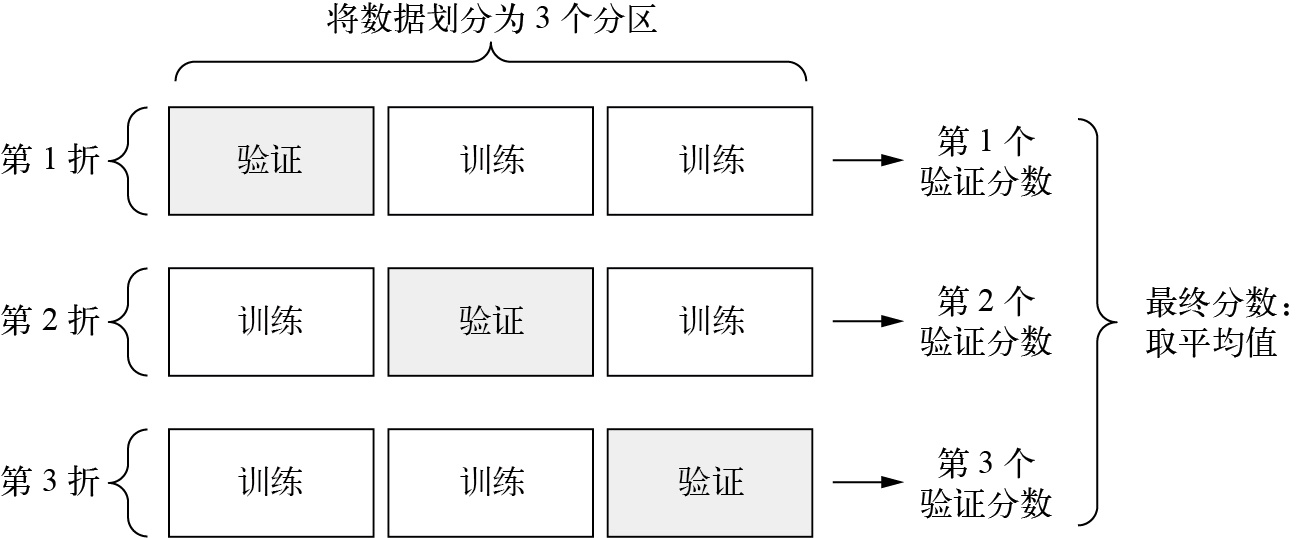 将数据划分为 3 个分区
第 1 折
验证
训练
训练
第 1 个
验证分数
第 2 折
训练
验证
训练
第 2 个
验证分数
第 3 折
训练
训练
验证
第 3 个
验证分数
最终分数：
取平均值